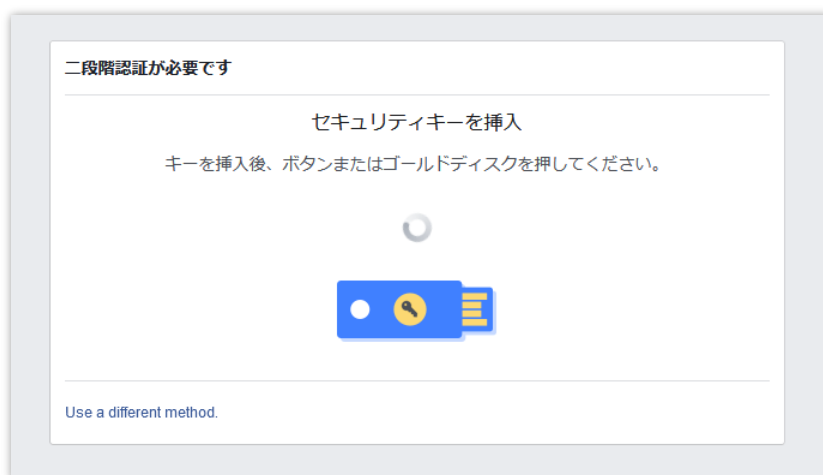 二段階認証が必要です
セキュリティキーを挿入
キーを挿入後、ボタンまたはゴールドディスクを押してください。
Use a different method.